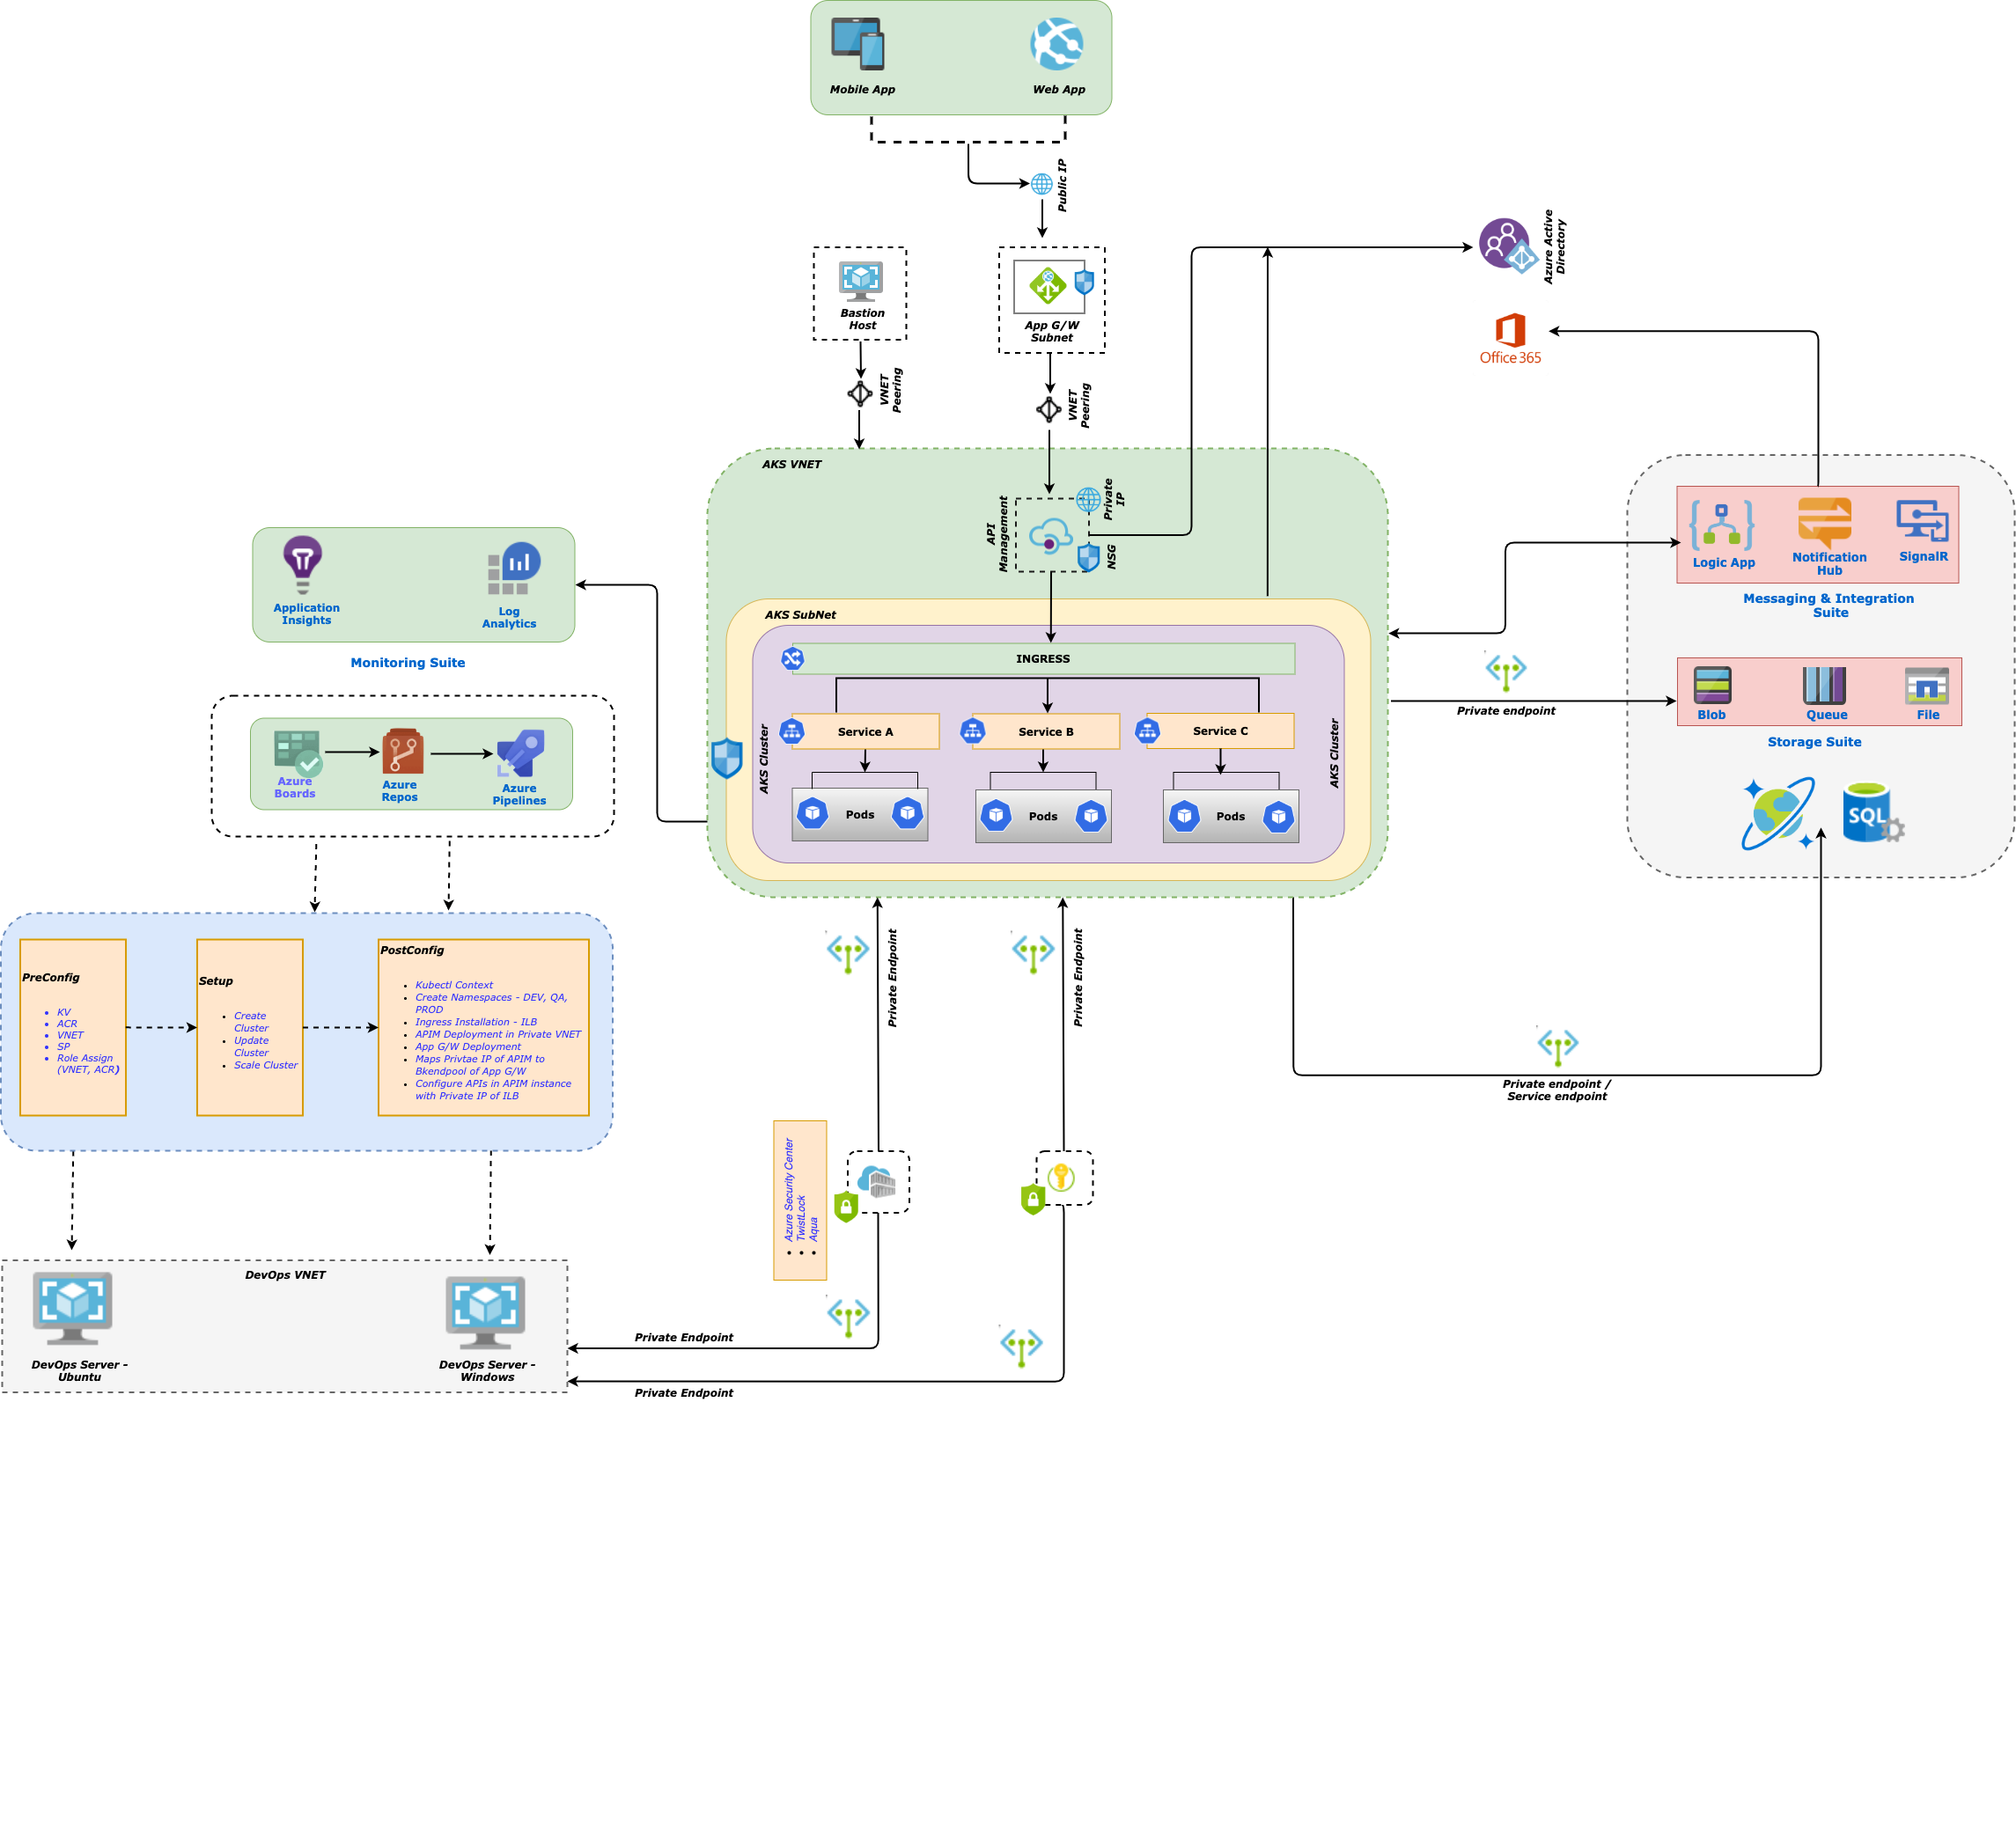 Mobile App
Web App
Public IP
Bastion
Host
App G/W
Subnet
Azure Active
Directory
Office 365
VNET
Peering
VNET
Peering
AKS VNET
API
Management
Private
IP
NSG
AKS SubNet
INGRESS
AKS Cluster
AKS Cluster
Service A
Service B
Service C
Pods
Pods
Pods
Application
Insights
Log
Analytics
Monitoring Suite
Azure
Boards
Azure
Repos
Azure
Pipelines
Logic App
Notification
Hub
SignalR
Messaging & Integration
Suite
Private endpoint
Blob
Queue
File
Storage Suite
SQL
PreConfig
• KV
• ACR
• VNET
• SP
• Role Assign
(VNET, ACR)
Setup
• Create
Cluster
• Update
Cluster
• Scale Cluster
PostConfig
• Kubectl Context
• Create Namespaces - DEV, QA,
PROD
• Ingress Installation - ILB
• APIM Deployment in Private VNET
• App G/W Deployment
• Maps Privtae IP of APIM to
Bkendpool of App G/W
• Configure APIs in APIM instance
with Private IP of ILB
Private Endpoint
Private Endpoint
Private endpoint /
Service endpoint
• Azure Security Center
• TwistLock
• Aqua
DevOps VNET
DevOps Server -
Ubuntu
DevOps Server -
Windows
Private Endpoint
Private Endpoint